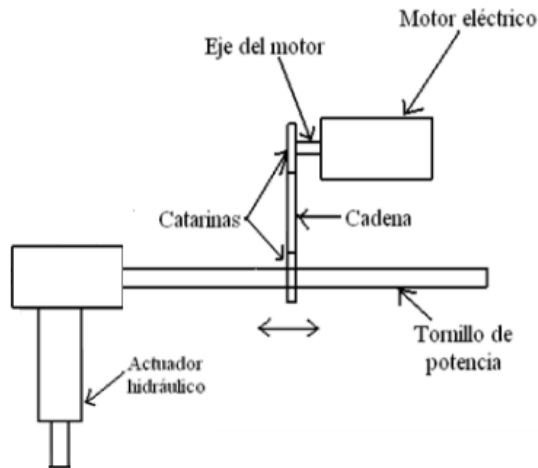 Motor eléctrico
Eje del motor
Catarinas
Cadena
Tornillo de
potencia
Actuador
hidráulico